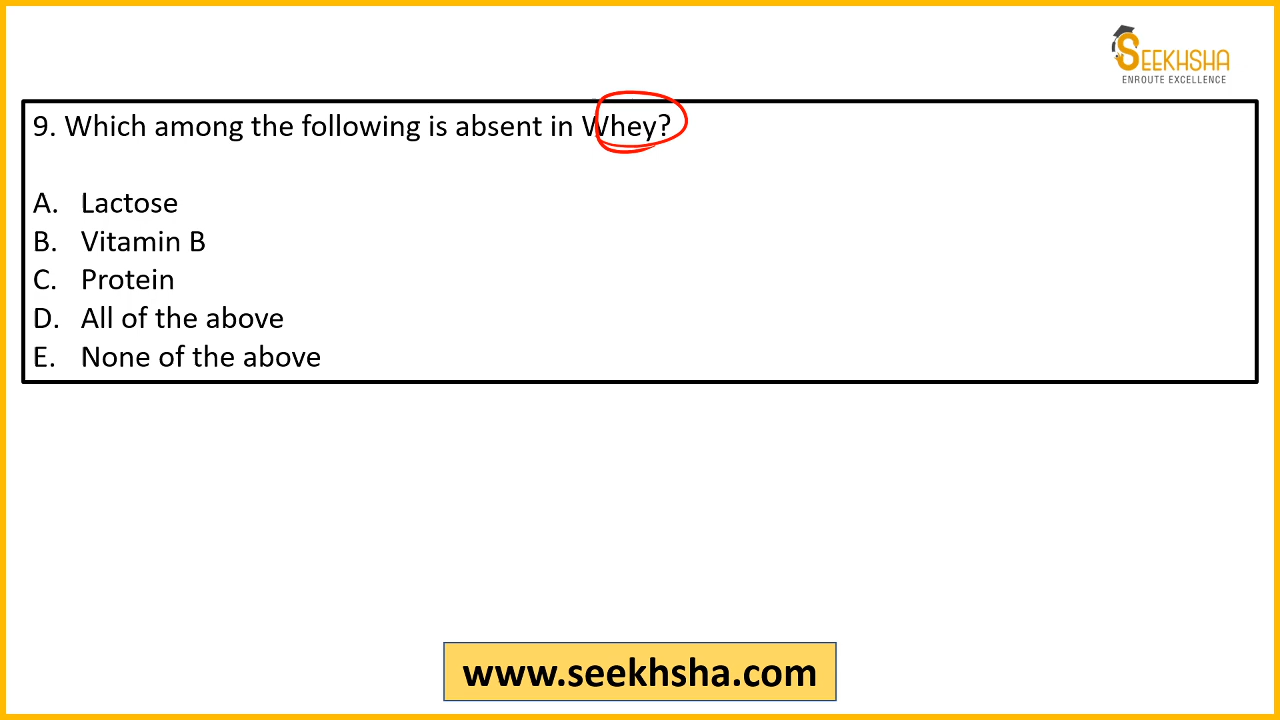 SEEKHSHA
ENROUTE EXCELLENCE
9. Which among the following is absent in Whey?
A. Lactose
B. Vitamin B
C. Protein
D. All of the above
E. None of the above
www.seekhsha.com